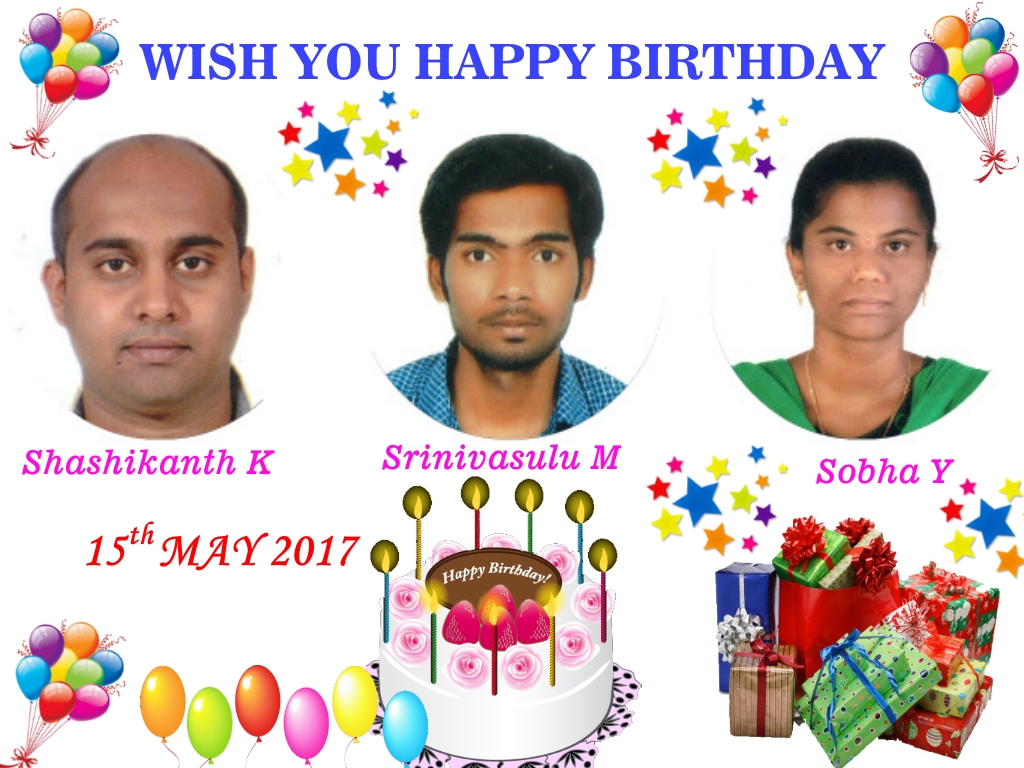 WISH YOU HAPPY BIRTHDAY
Shashikanth K
Srinivasulu M
Sobha Y
15th MAY 2017
Happy Birthday!